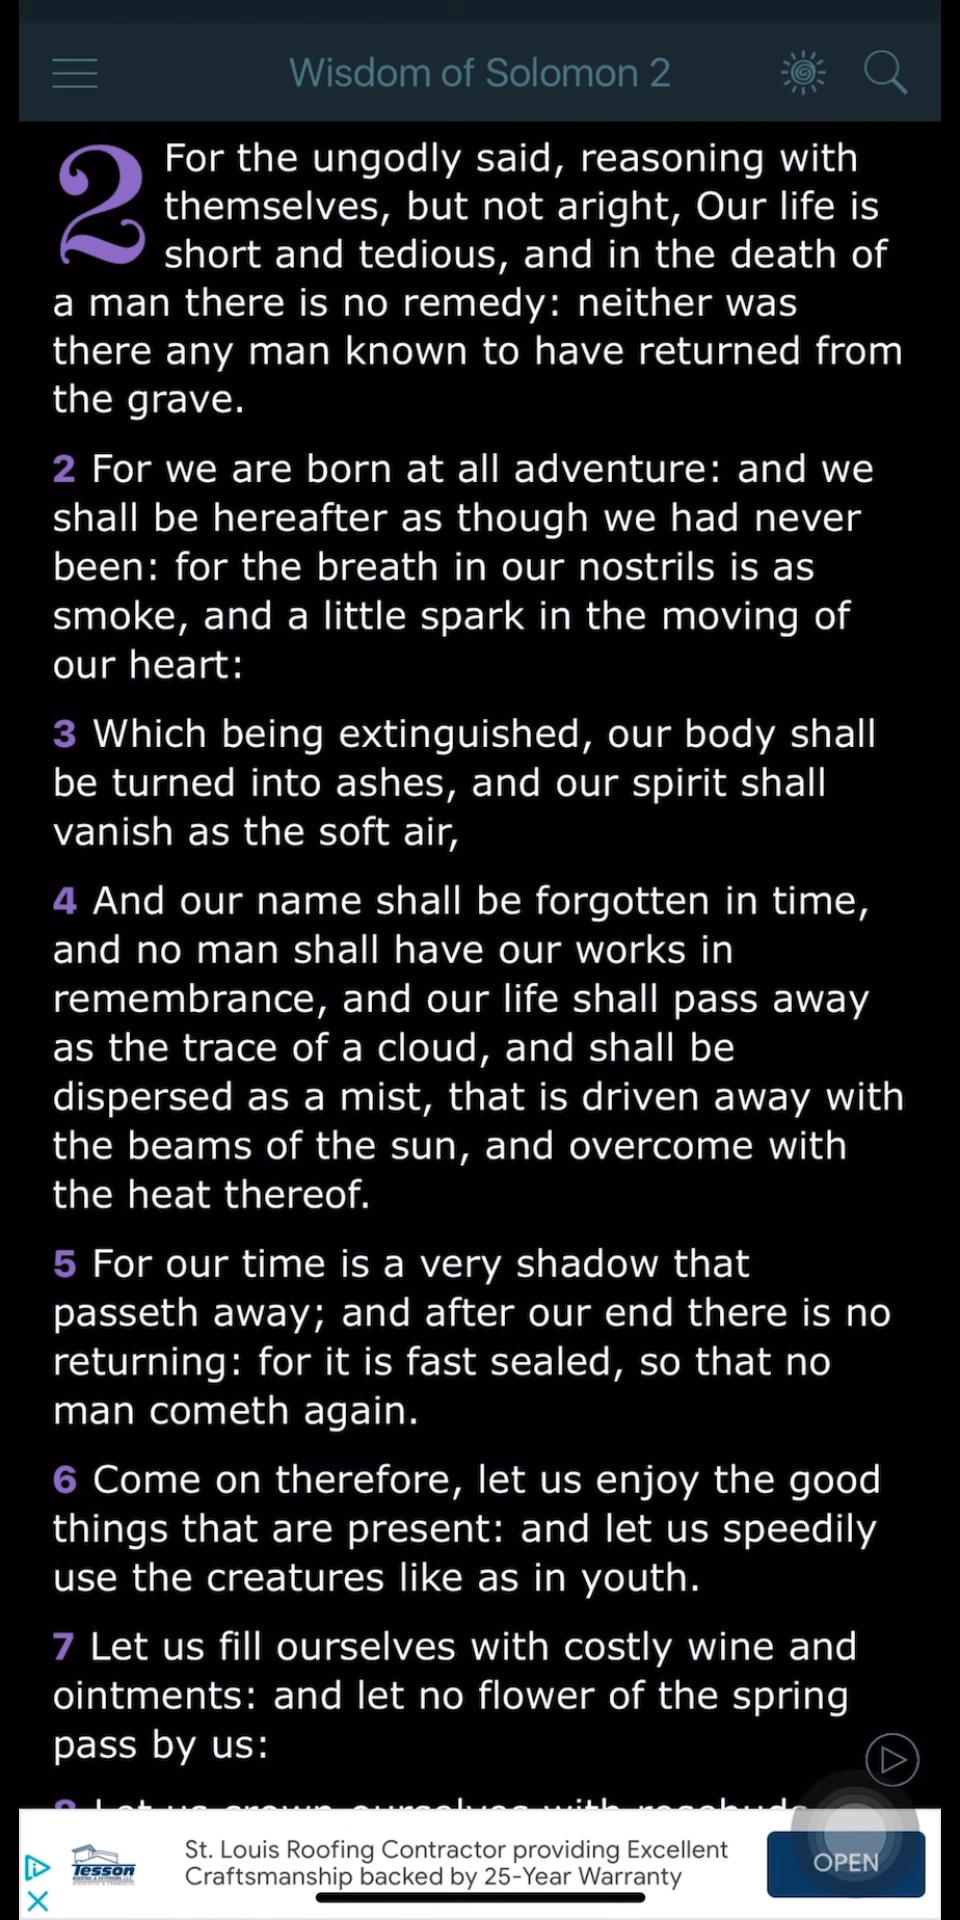 Wisdom of Solomon 2
2 For the ungodly said, reasoning with
themselves, but not aright, Our life is
short and tedious, and in the death of
a man there is no remedy: neither was
there any man known to have returned from
the grave.
2 For we are born at all adventure: and we
shall be hereafter as though we had never
been: for the breath in our nostrils is as
smoke, and a little spark in the moving of
our heart:
3 Which being extinguished, our body shall
be turned into ashes, and our spirit shall
vanish as the soft air,
4 And our name shall be forgotten in time,
and no man shall have our works in
remembrance, and our life shall pass away
as the trace of a cloud, and shall be
dispersed as a mist, that is driven away with
the beams of the sun, and overcome with
the heat thereof.
5 For our time is a very shadow that
passeth away; and after our end there is no
returning: for it is fast sealed, so that no
man cometh again.
6 Come on therefore, let us enjoy the good
things that are present: and let us speedily
use the creatures like as in youth.
7 Let us fill ourselves with costly wine and
ointments: and let no flower of the spring
pass by us:
8 Let us crown ourselves with rosebuds
Tesson
St. Louis Roofing Contractor providing Excellent
Craftsmanship backed by 25-Year Warranty
OPEN